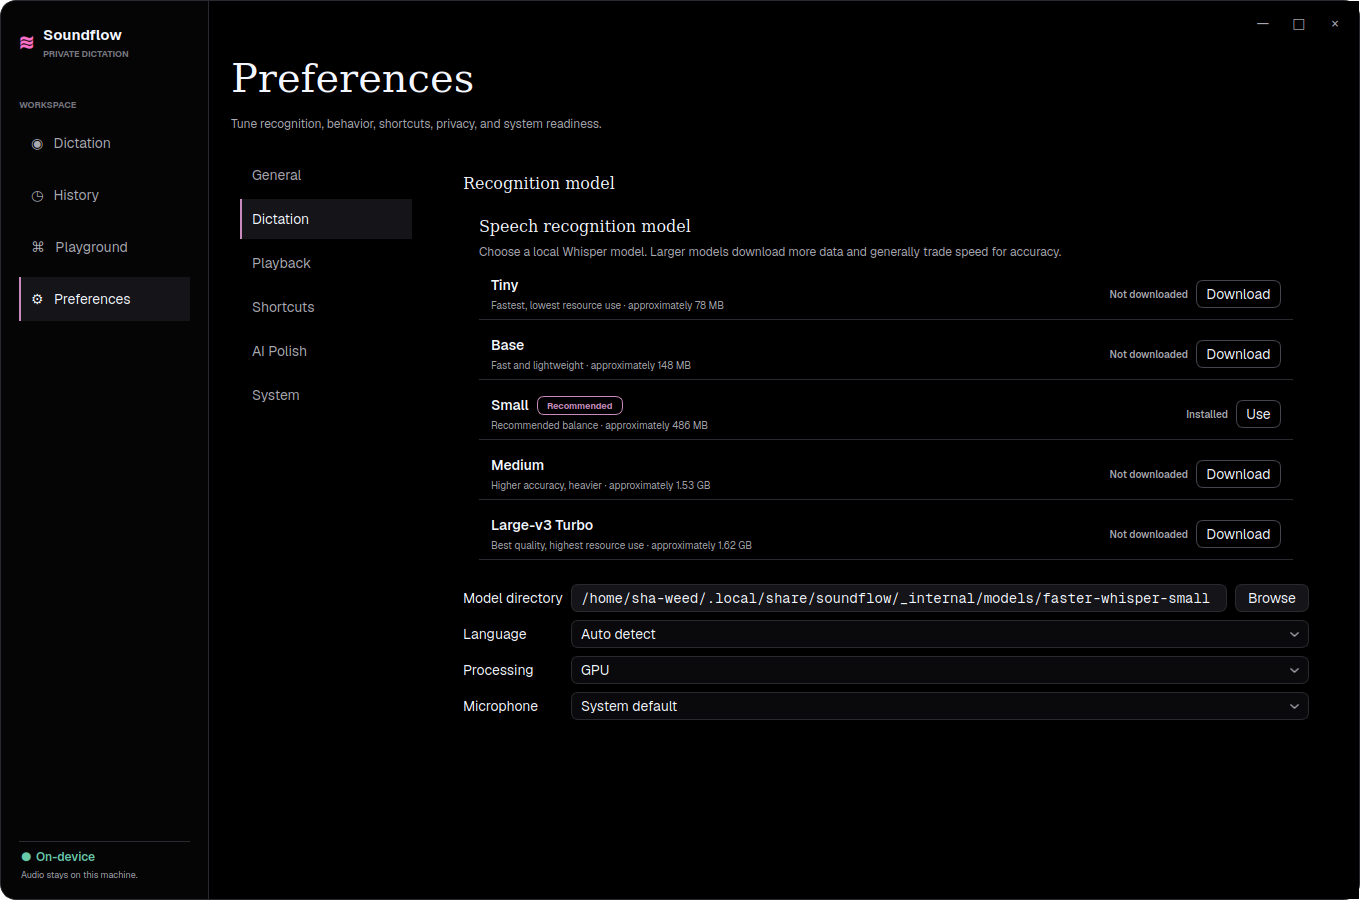 Soundflow
PRIVATE DICTATION
WORKSPACE
Dictation
History
Playground
Preferences
On-device
Audio stays on this machine.
Preferences
Tune recognition, behavior, shortcuts, privacy, and system readiness.
General
Dictation
Playback
Shortcuts
AI Polish
System
Recognition model
Speech recognition model
Choose a local Whisper model. Larger models download more data and generally trade speed for accuracy.
Tiny
Fastest, lowest resource use · approximately 78 MB
Not downloaded Download
Base
Fast and lightweight · approximately 148 MB
Not downloaded Download
Small Recommended
Recommended balance · approximately 486 MB
Installed Use
Medium
Higher accuracy, heavier · approximately 1.53 GB
Not downloaded Download
Large-v3 Turbo
Best quality, highest resource use · approximately 1.62 GB
Not downloaded Download
Model directory /home/sha-weed/.local/share/soundflow/_internal/models/faster-whisper-small Browse
Language Auto detect
Processing GPU
Microphone System default